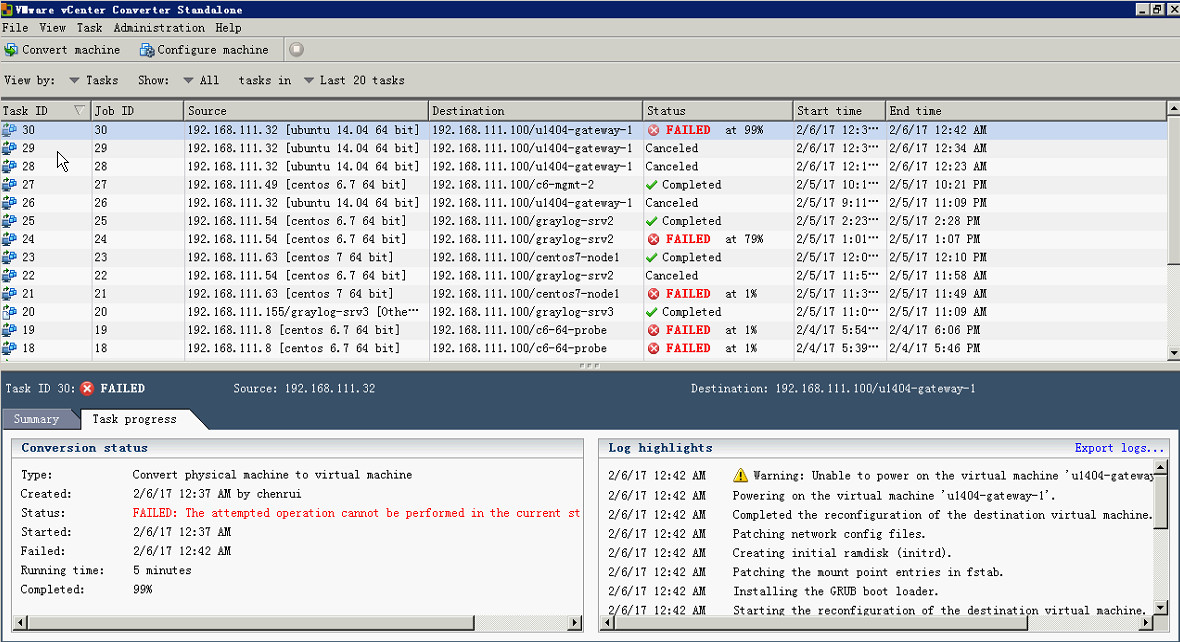 VMware vCenter Converter Standalone
File View Task Administration Help
Convert machine Configure machine
View by: Tasks Show: All tasks in Last 20 tasks
Task ID Job ID Source Destination Status Start time End time
30 30 192.168.111.32 [ubuntu 14.04 64 bit] 192.168.111.100/u1404-gateway-1 FAILED at 99% 2/6/17 12:3··· 2/6/17 12:42 AM
29 29 192.168.111.32 [ubuntu 14.04 64 bit] 192.168.111.100/u1404-gateway-1 Canceled 2/6/17 12:3··· 2/6/17 12:34 AM
28 28 192.168.111.32 [ubuntu 14.04 64 bit] 192.168.111.100/u1404-gateway-1 Canceled 2/6/17 12:1··· 2/6/17 12:23 AM
27 27 192.168.111.49 [centos 6.7 64 bit] 192.168.111.100/c6-mgmt-2 Completed 2/5/17 10:1··· 2/5/17 10:21 PM
26 26 192.168.111.32 [ubuntu 14.04 64 bit] 192.168.111.100/u1404-gateway-1 Canceled 2/5/17 9:11··· 2/5/17 11:09 PM
25 25 192.168.111.54 [centos 6.7 64 bit] 192.168.111.100/graylog-srv2 Completed 2/5/17 2:23··· 2/5/17 2:28 PM
24 24 192.168.111.54 [centos 6.7 64 bit] 192.168.111.100/graylog-srv2 FAILED at 79% 2/5/17 1:01··· 2/5/17 1:07 PM
23 23 192.168.111.63 [centos 7 64 bit] 192.168.111.100/centos7-node1 Completed 2/5/17 12:0··· 2/5/17 12:10 PM
22 22 192.168.111.54 [centos 6.7 64 bit] 192.168.111.100/graylog-srv2 Canceled 2/5/17 11:5··· 2/5/17 11:58 AM
21 21 192.168.111.63 [centos 7 64 bit] 192.168.111.100/centos7-node1 FAILED at 1% 2/5/17 11:3··· 2/5/17 11:49 AM
20 20 192.168.111.155/graylog-srv3 [Othe··· 192.168.111.100/graylog-srv3 Completed 2/5/17 11:0··· 2/5/17 11:09 AM
19 19 192.168.111.8 [centos 6.7 64 bit] 192.168.111.100/c6-64-probe FAILED at 1% 2/4/17 5:54··· 2/4/17 6:06 PM
18 18 192.168.111.8 [centos 6.7 64 bit] 192.168.111.100/c6-64-probe FAILED at 1% 2/4/17 5:39··· 2/4/17 5:46 PM
Task ID 30: FAILED Source: 192.168.111.32 Destination: 192.168.111.100/u1404-gateway-1
Summary Task progress
Conversion status
Type: Convert physical machine to virtual machine
Created: 2/6/17 12:37 AM by chenrui
Status: FAILED: The attempted operation cannot be performed in the current st
Started: 2/6/17 12:37 AM
Failed: 2/6/17 12:42 AM
Running time: 5 minutes
Completed: 99%
Log highlights Export logs...
2/6/17 12:42 AM Warning: Unable to power on the virtual machine 'u1404-gateway
2/6/17 12:42 AM Powering on the virtual machine 'u1404-gateway-1'.
2/6/17 12:42 AM Completed the reconfiguration of the destination virtual machine.
2/6/17 12:42 AM Patching network config files.
2/6/17 12:42 AM Creating initial ramdisk (initrd).
2/6/17 12:42 AM Patching the mount point entries in fstab.
2/6/17 12:42 AM Installing the GRUB boot loader.
2/6/17 12:42 AM Starting the reconfiguration of the destination virtual machine.